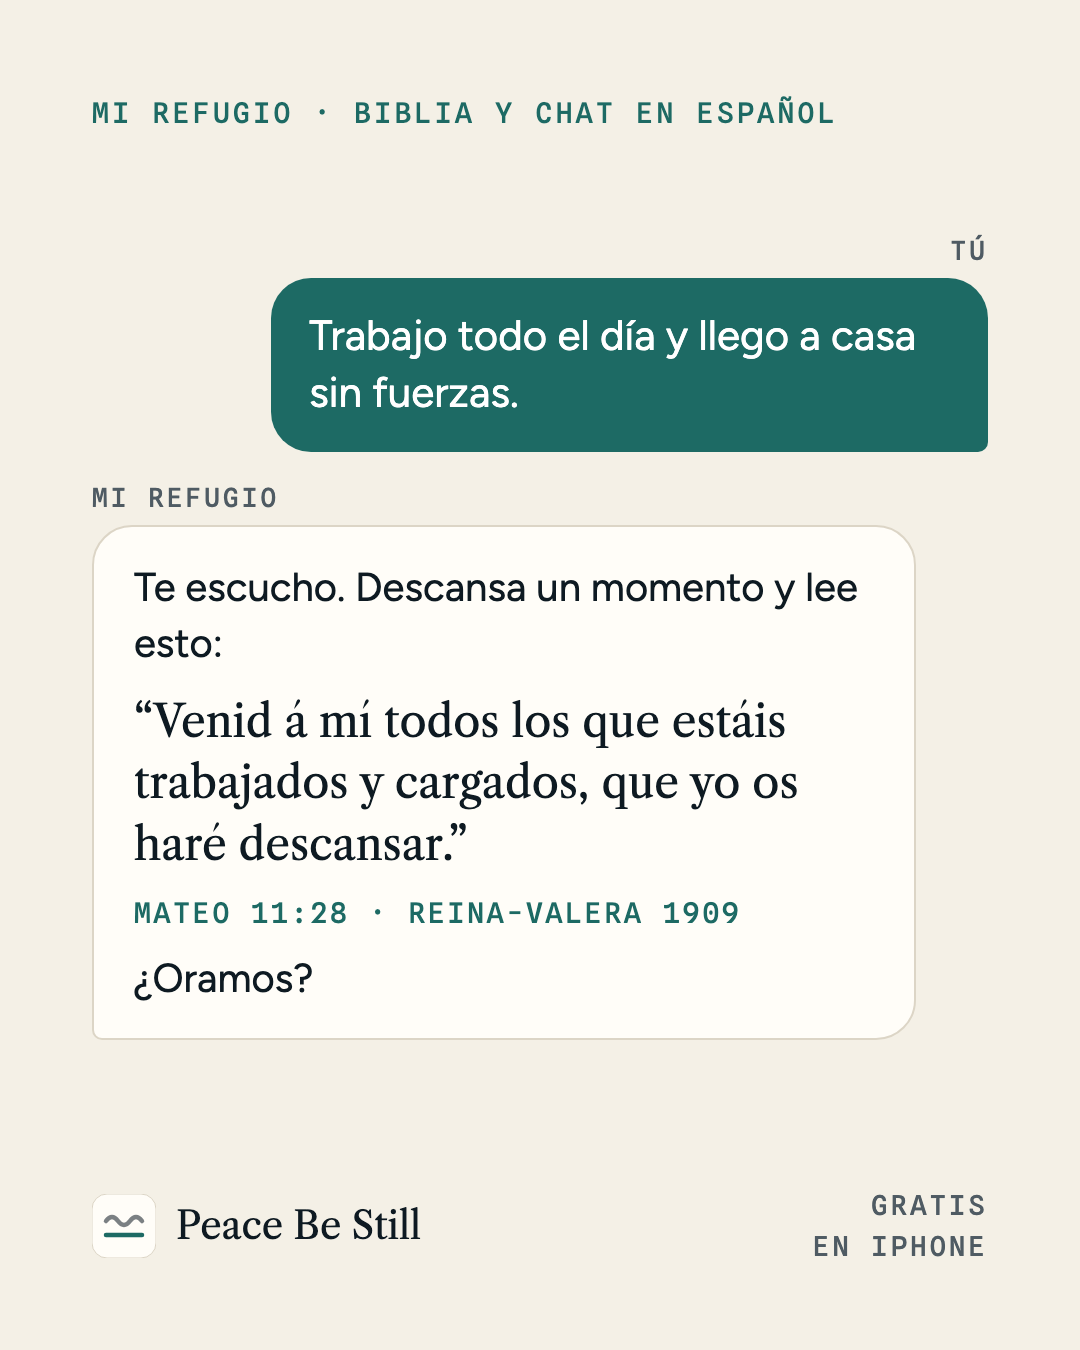 MI REFUGIO · BIBLIA Y CHAT EN ESPAÑOL
TÚ
Trabajo todo el día y llego a casa
sin fuerzas.
MI REFUGIO
Te escucho. Descansa un momento y lee
esto:
“Venid á mí todos los que estáis
trabajados y cargados, que yo os
haré descansar.”
MATEO 11:28 · REINA-VALERA 1909
¿Oramos?
Peace Be Still
GRATIS
EN IPHONE